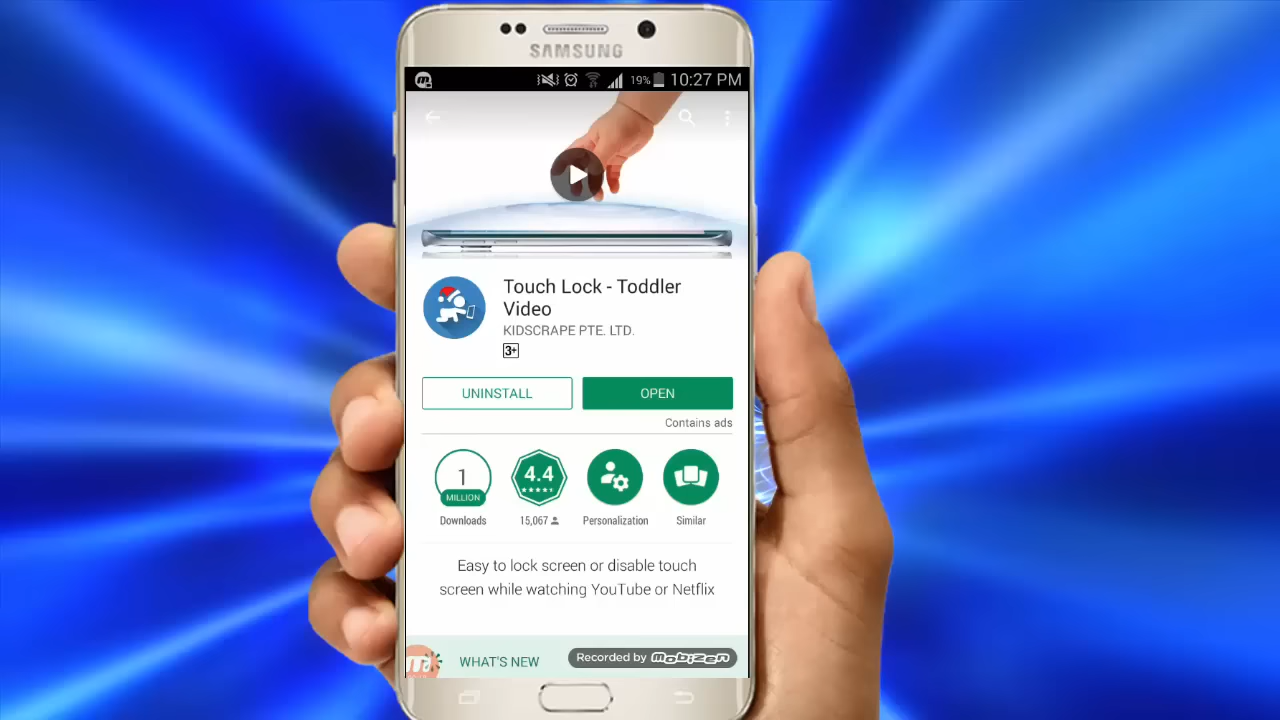 SAMSUNG
19% 10:27 PM
Touch Lock - Toddler
Video
KIDSCRAPE PTE. LTD.
3+
UNINSTALL
OPEN
Contains ads
1
MILLION
4.4
Downloads
15,067
Personalization
Similar
Easy to lock screen or disable touch
screen while watching YouTube or Netflix
WHAT'S NEW
Recorded by mobizen